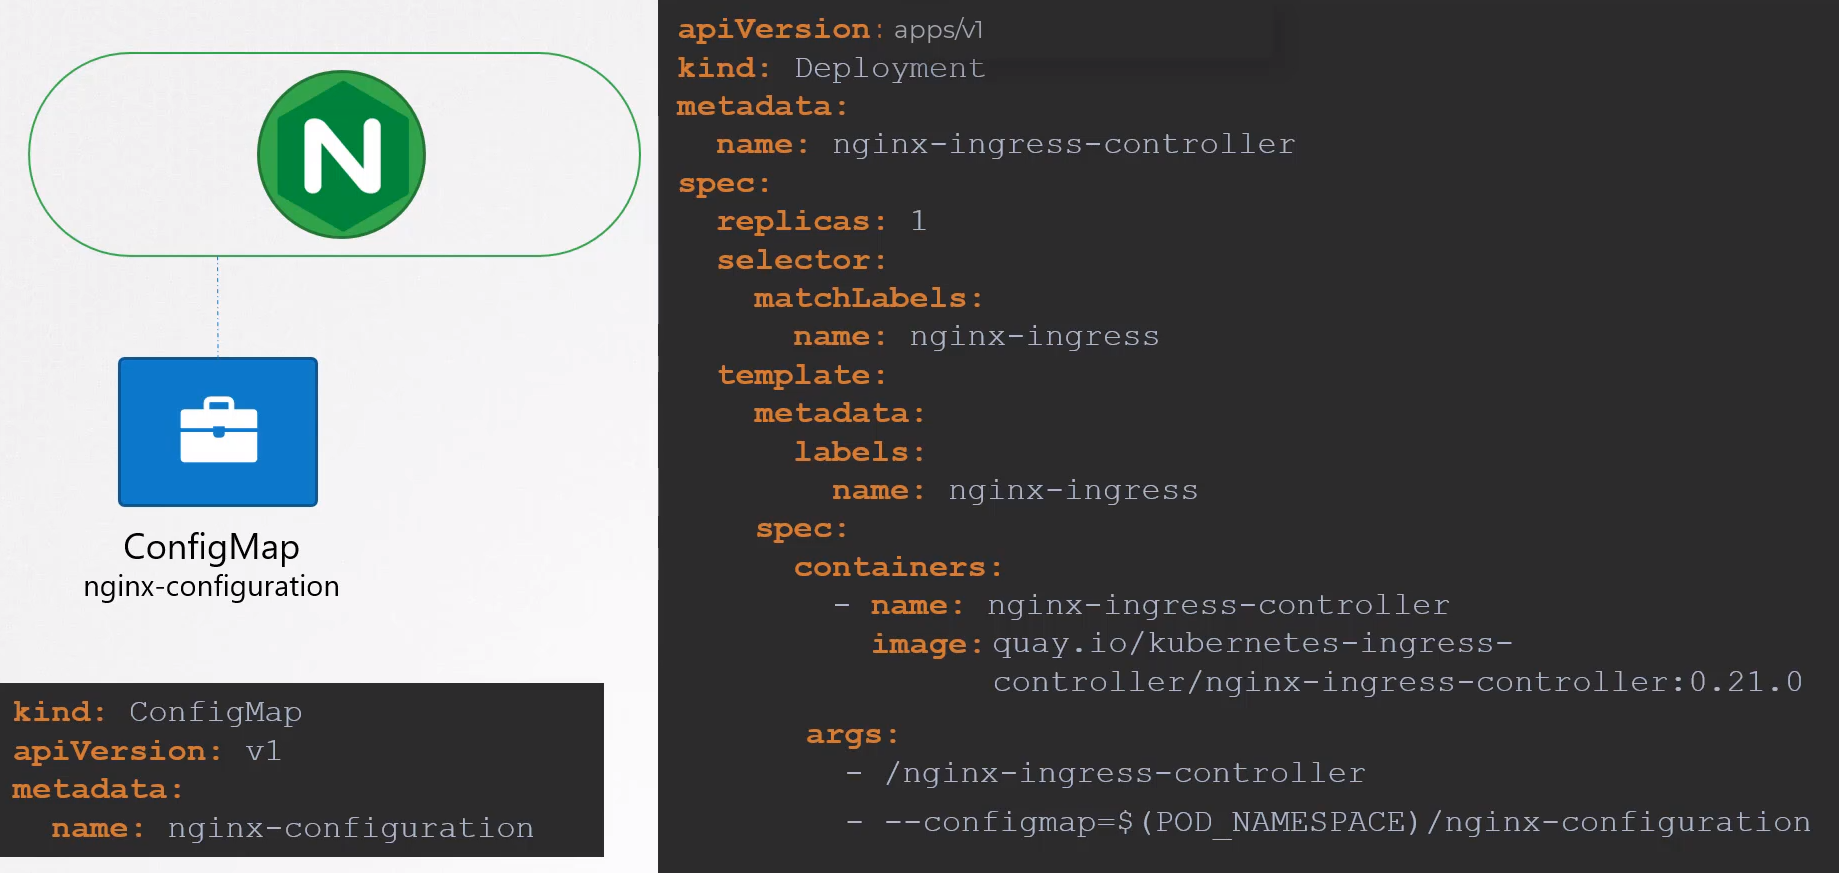 N
ConfigMap
nginx-configuration
kind: ConfigMap
apiVersion: v1
metadata:
  name: nginx-configuration
apiVersion: apps/v1
kind: Deployment
metadata:
  name: nginx-ingress-controller
spec:
  replicas: 1
  selector:
    matchLabels:
      name: nginx-ingress
  template:
    metadata:
      labels:
        name: nginx-ingress
    spec:
      containers:
        - name: nginx-ingress-controller
          image: quay.io/kubernetes-ingress-
                 controller/nginx-ingress-controller:0.21.0
      args:
        - /nginx-ingress-controller
        - --configmap=$(POD_NAMESPACE)/nginx-configuration